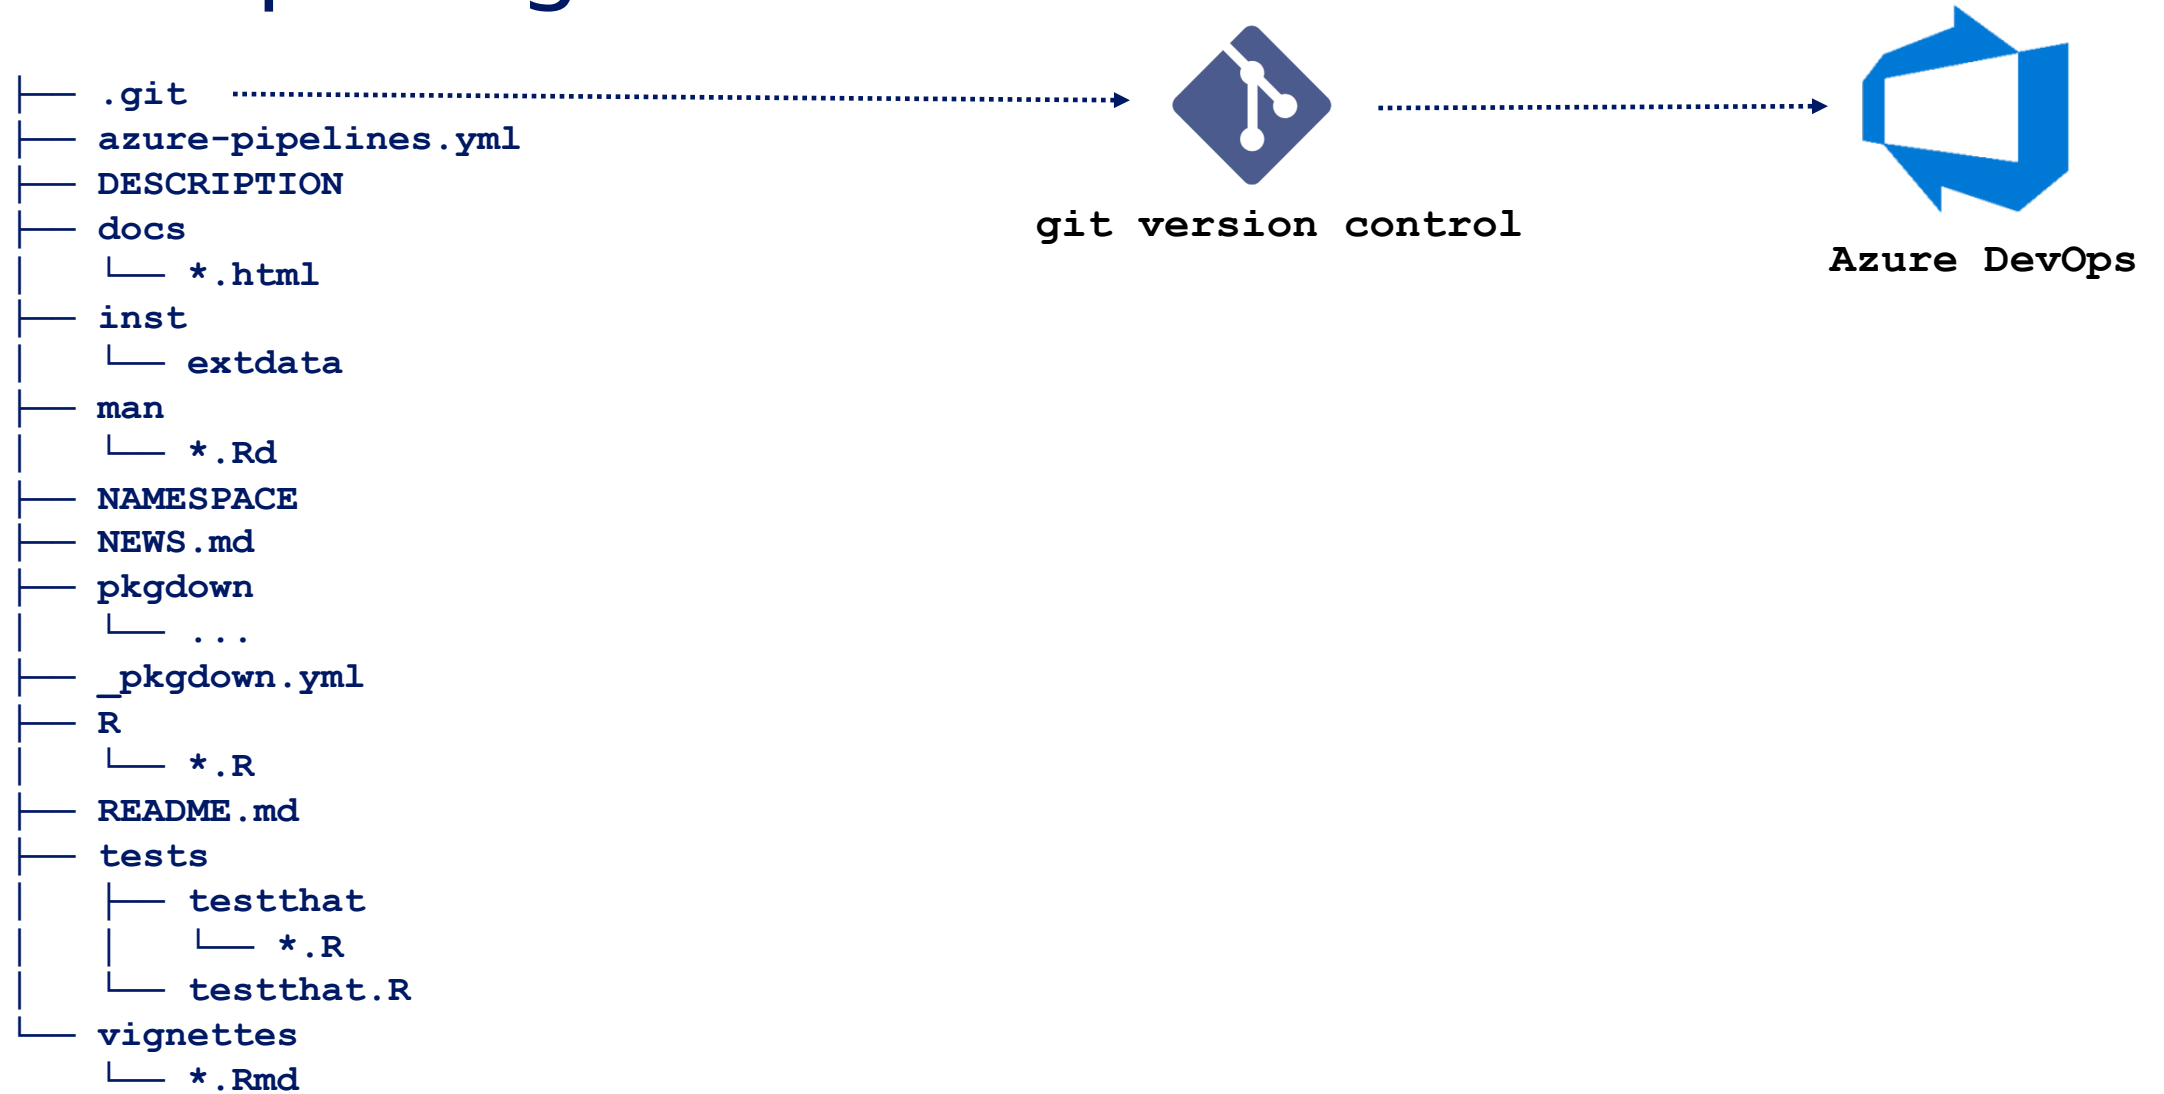 ├── .git
├── azure-pipelines.yml
├── DESCRIPTION
├── docs
│   └── *.html
├── inst
│   └── extdata
├── man
│   └── *.Rd
├── NAMESPACE
├── NEWS.md
├── pkgdown
│   └── ...
├── _pkgdown.yml
├── R
│   └── *.R
├── README.md
├── tests
│   ├── testthat
│   │   └── *.R
│   └── testthat.R
└── vignettes
    └── *.Rmd
git version control
Azure DevOps